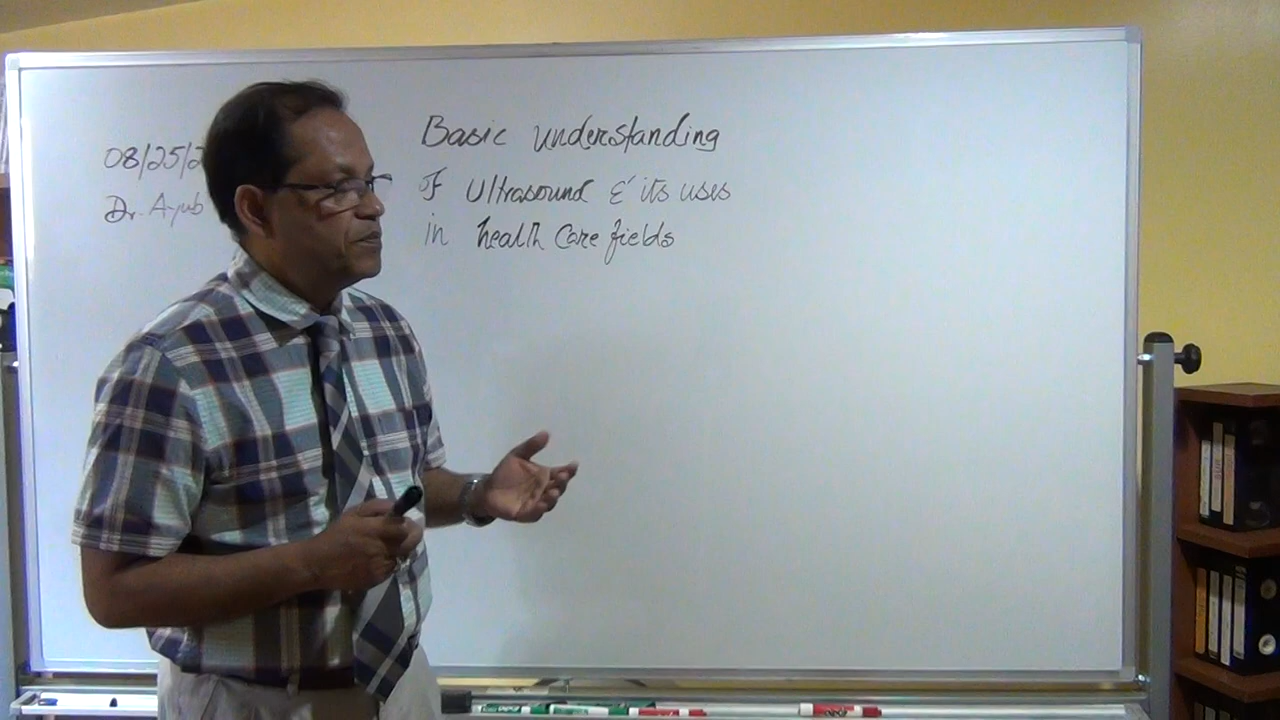 08/25/2
Dr. Ayub
Basic understanding
of Ultrasound & its uses
in health care fields